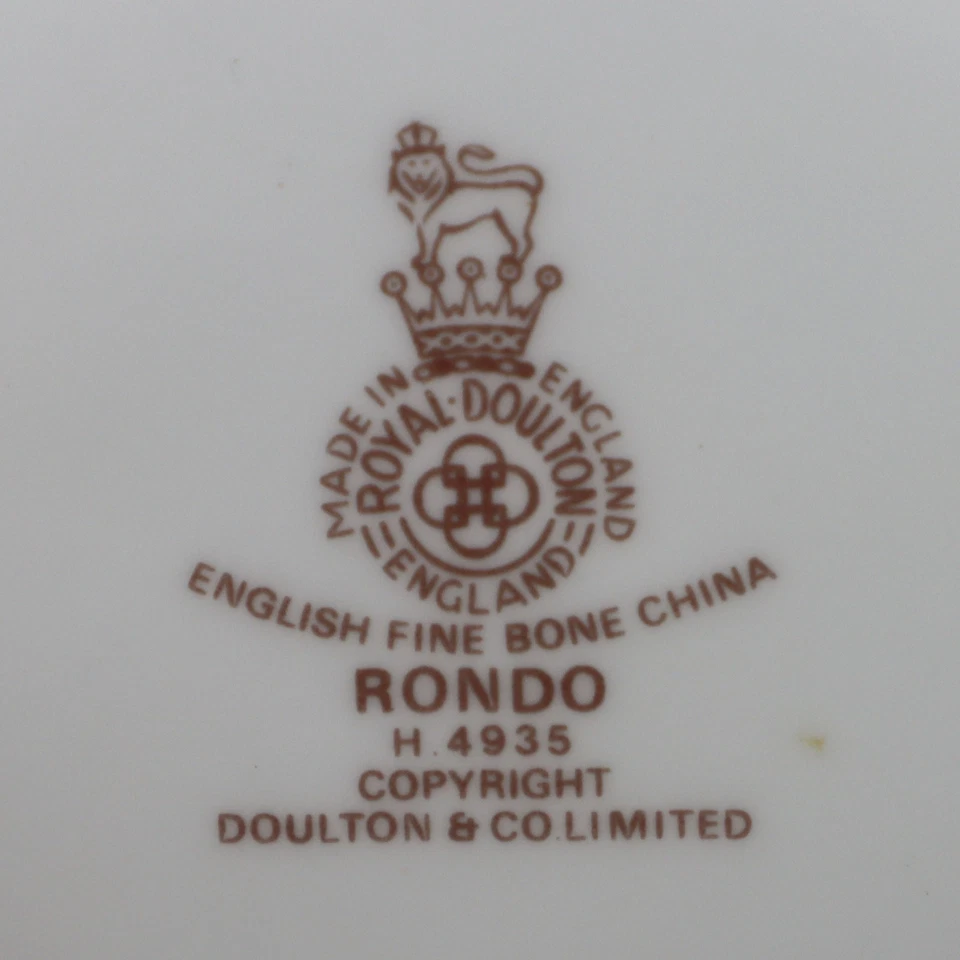 MADE IN ENGLAND
ROYAL·DOULTON
ENGLAND
ENGLISH FINE BONE CHINA
RONDO
H.4935
COPYRIGHT
DOULTON & CO.LIMITED